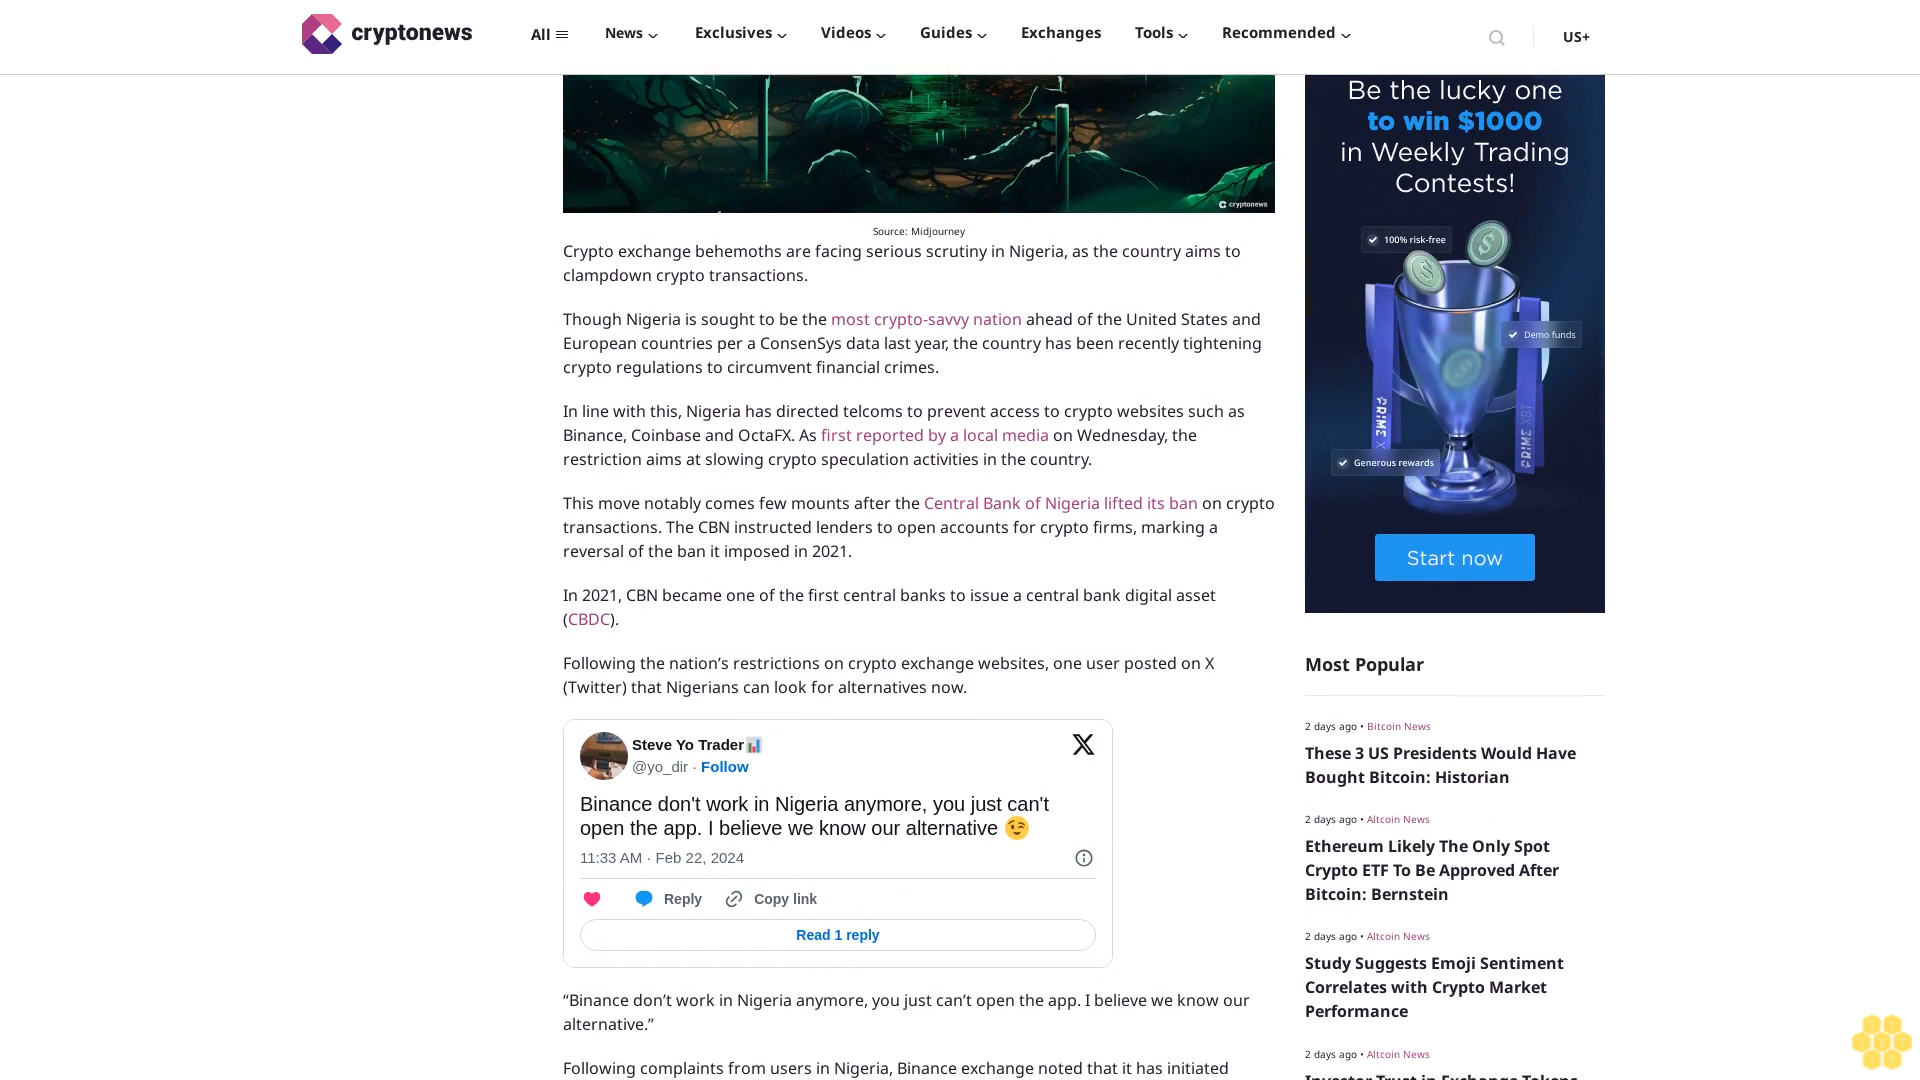 cryptonews
All
News
Exclusives
Videos
Guides
Exchanges
Tools
Recommended
US+
cryptonews
Source: Midjourney
Crypto exchange behemoths are facing serious scrutiny in Nigeria, as the country aims to
clampdown crypto transactions.
Though Nigeria is sought to be the most crypto-savvy nation ahead of the United States and
European countries per a ConsenSys data last year, the country has been recently tightening
crypto regulations to circumvent financial crimes.
In line with this, Nigeria has directed telcoms to prevent access to crypto websites such as
Binance, Coinbase and OctaFX. As first reported by a local media on Wednesday, the
restriction aims at slowing crypto speculation activities in the country.
This move notably comes few mounts after the Central Bank of Nigeria lifted its ban on crypto
transactions. The CBN instructed lenders to open accounts for crypto firms, marking a
reversal of the ban it imposed in 2021.
In 2021, CBN became one of the first central banks to issue a central bank digital asset
(CBDC).
Following the nation’s restrictions on crypto exchange websites, one user posted on X
(Twitter) that Nigerians can look for alternatives now.
Steve Yo Trader📊
@yo_dir · Follow
Binance don't work in Nigeria anymore, you just can't
open the app. I believe we know our alternative 😉
11:33 AM · Feb 22, 2024
Reply
Copy link
Read 1 reply
“Binance don’t work in Nigeria anymore, you just can’t open the app. I believe we know our
alternative.”
Following complaints from users in Nigeria, Binance exchange noted that it has initiated
Be the lucky one
to win $1000
in Weekly Trading
Contests!
100% risk-free
Demo funds
PRIME X
PRIME XBT
Generous rewards
Start now
Most Popular
2 days ago • Bitcoin News
These 3 US Presidents Would Have
Bought Bitcoin: Historian
2 days ago • Altcoin News
Ethereum Likely The Only Spot
Crypto ETF To Be Approved After
Bitcoin: Bernstein
2 days ago • Altcoin News
Study Suggests Emoji Sentiment
Correlates with Crypto Market
Performance
2 days ago • Altcoin News
Investor Trust in Exchange Tokens